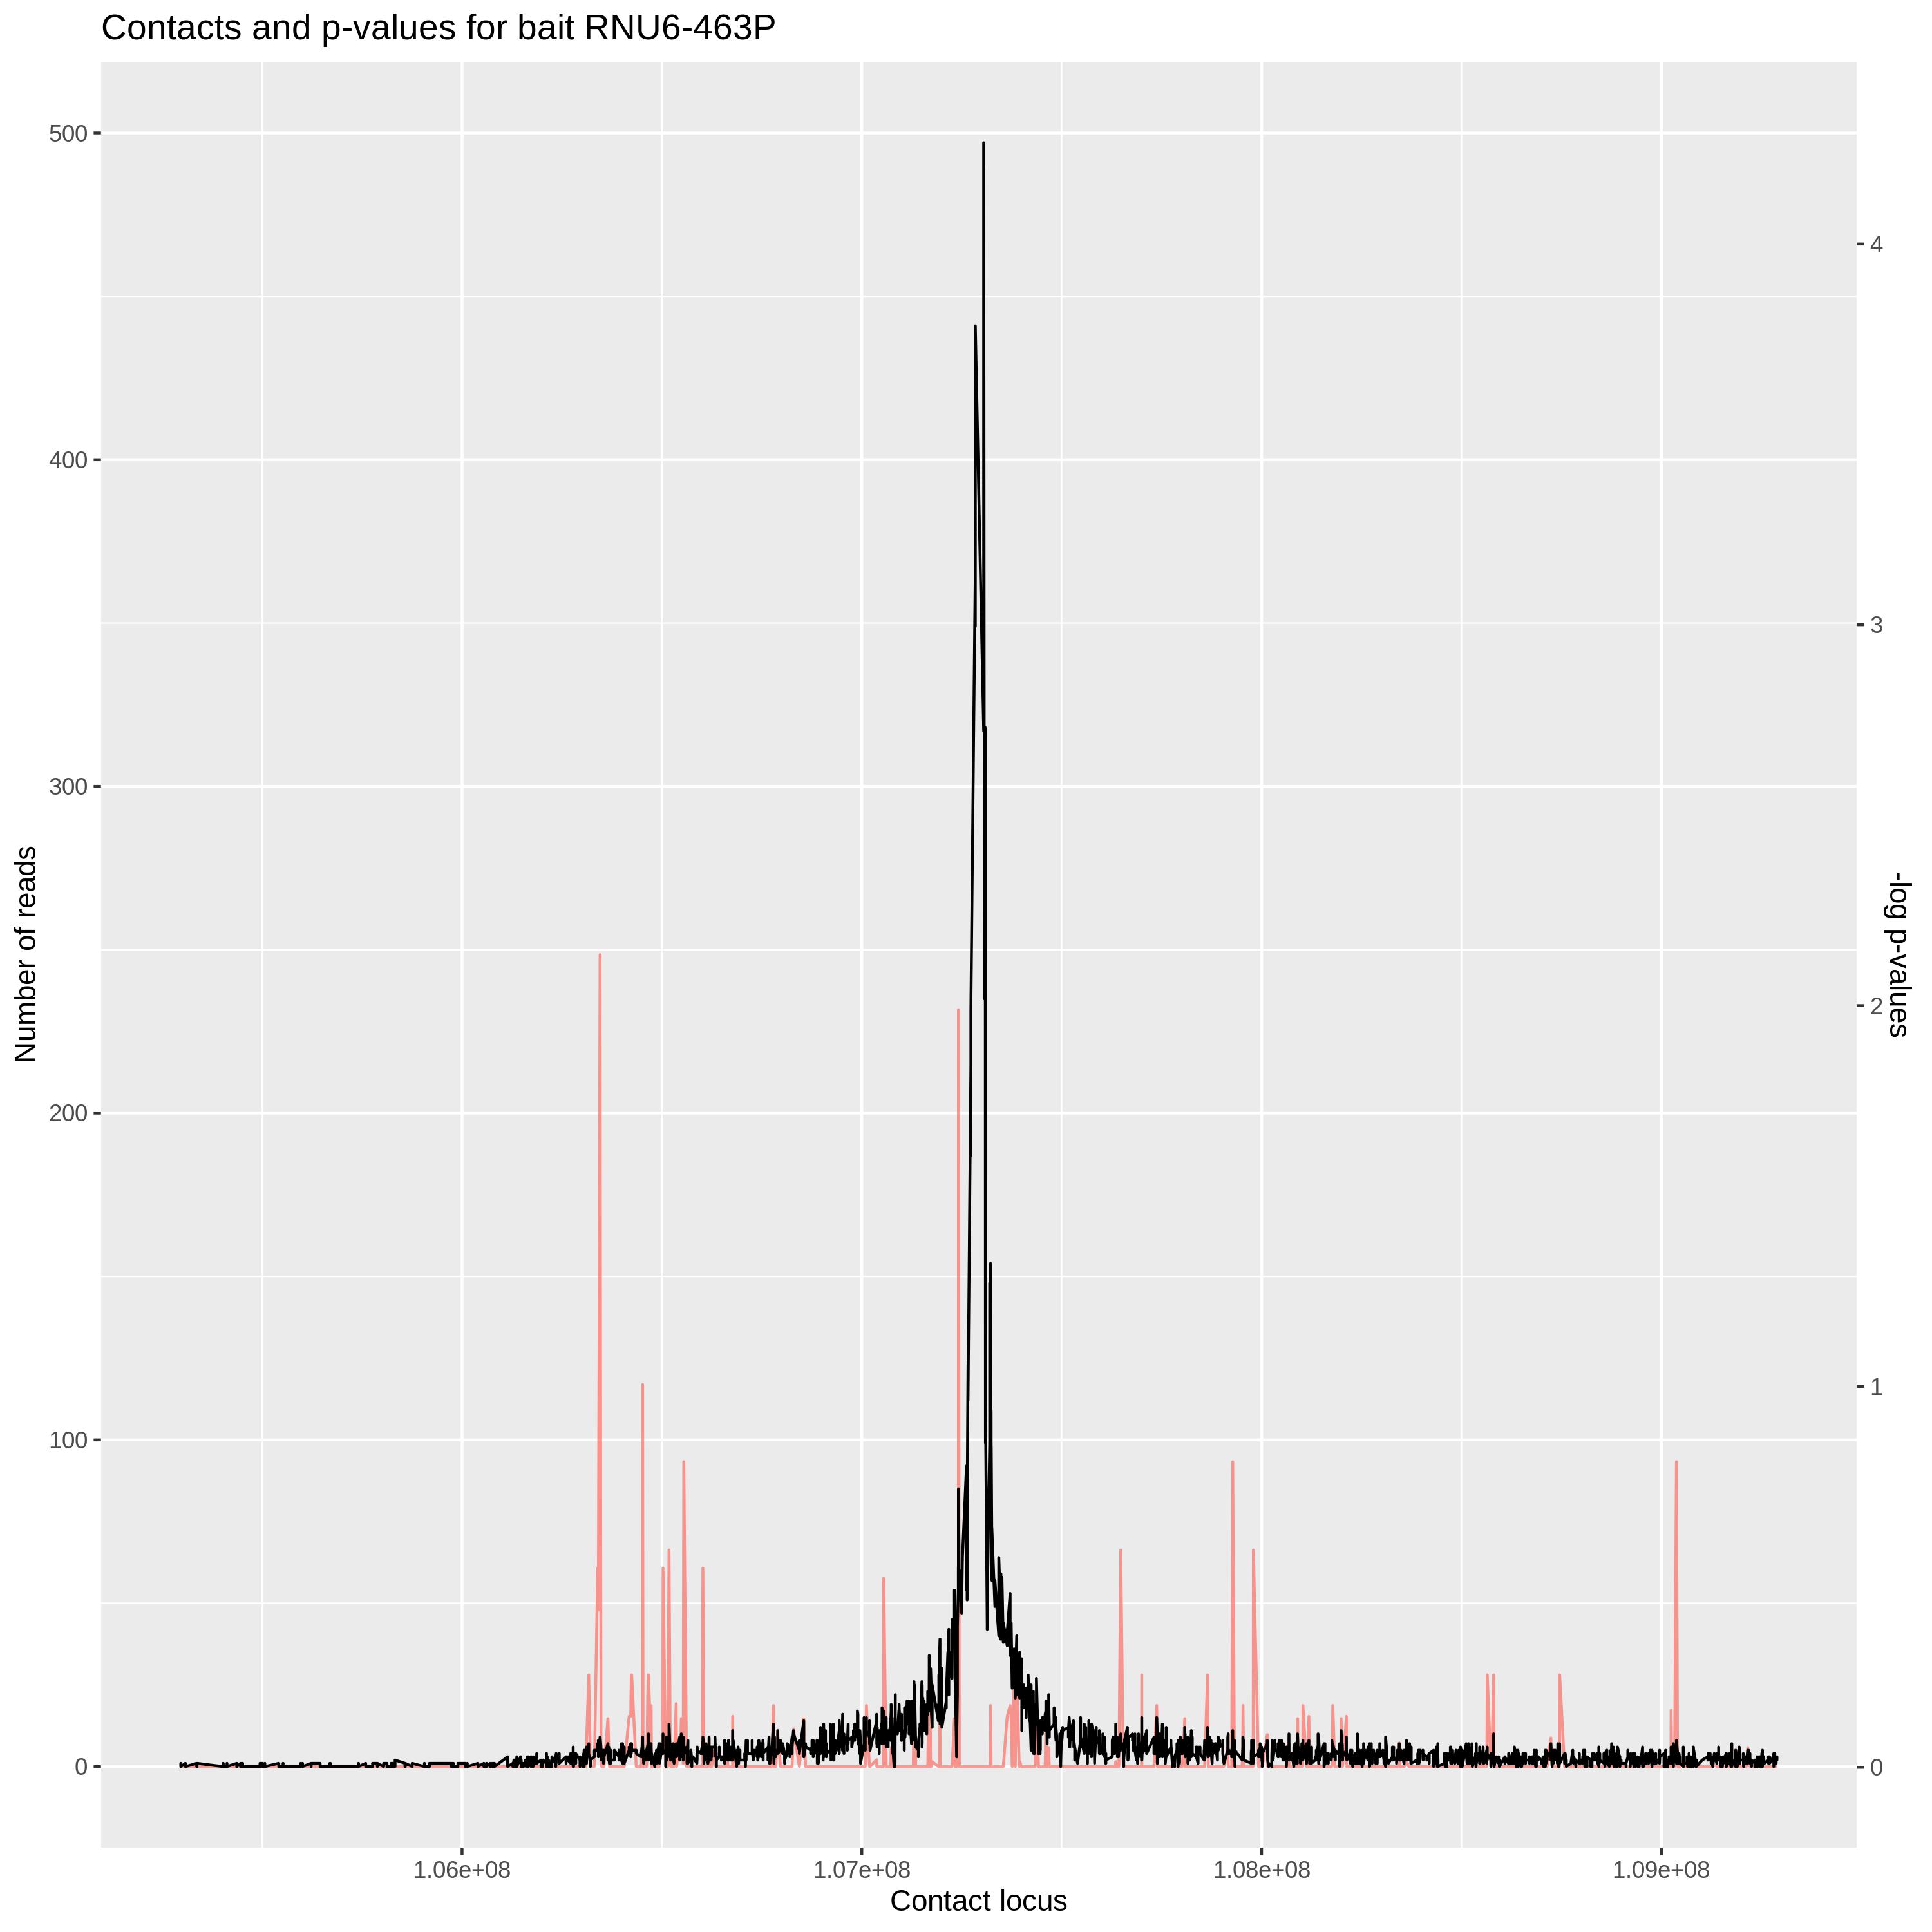 Contacts and p-values for bait RNU6-463P
500
400
300
200
100
0
Number of reads
4
3
2
1
0
-log p-values
1.06e+08
1.07e+08
1.08e+08
1.09e+08
Contact locus